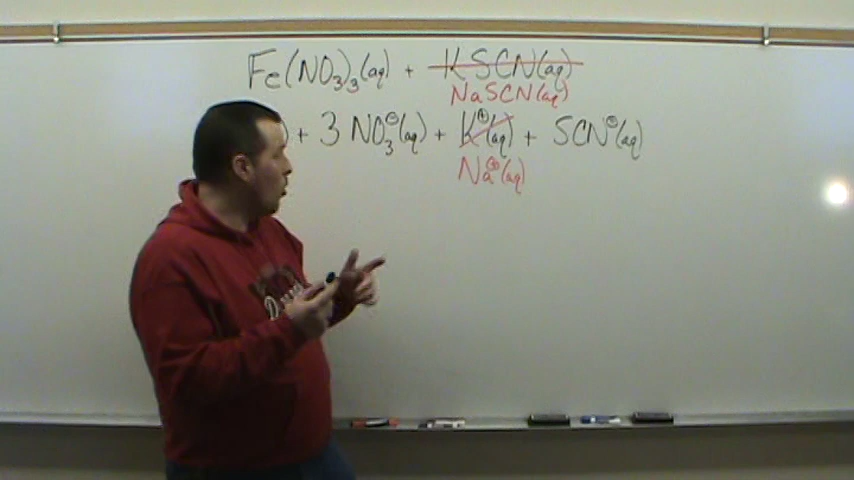 Fe(NO₃)₃(aq) + KSCN(aq)
NaSCN(aq)
) + 3 NO₃⊖(aq) + K⊕(aq) + SCN⊖(aq)
Na⊕(aq)